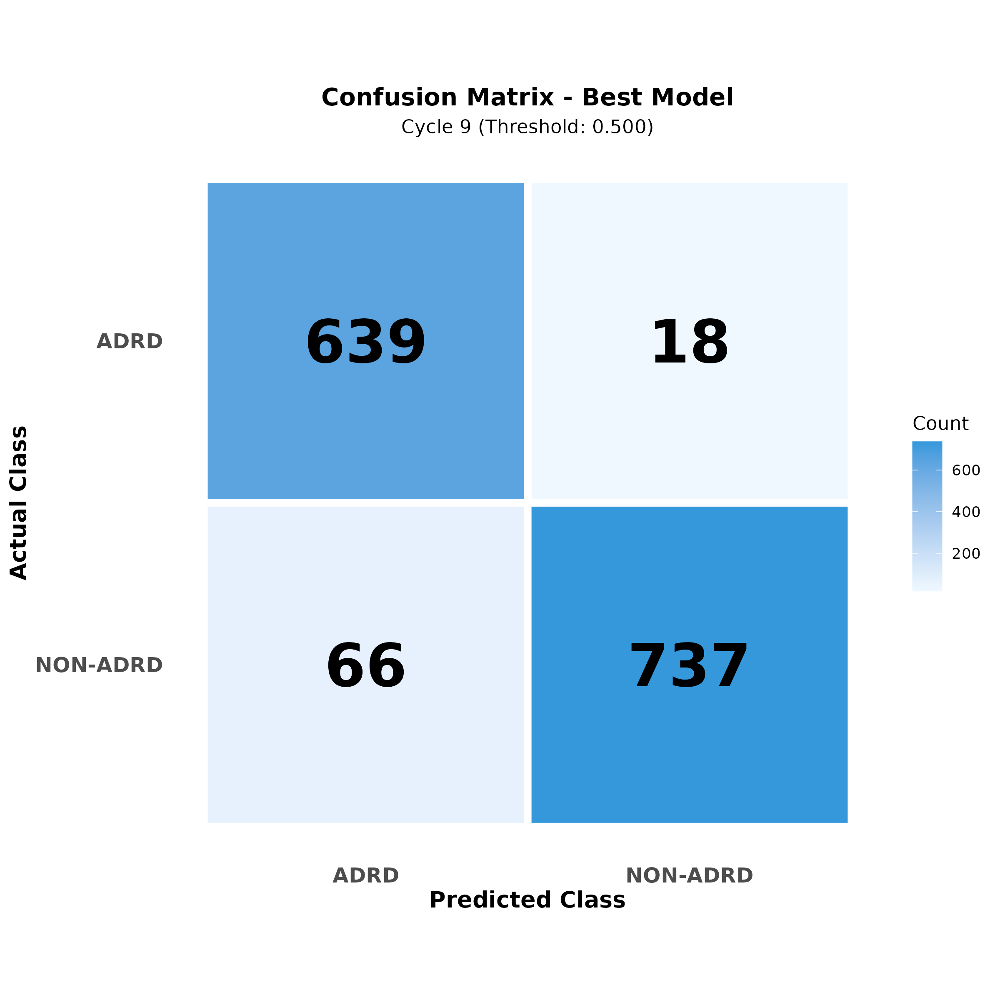 Confusion Matrix - Best Model
Cycle 9 (Threshold: 0.500)
Actual Class
ADRD
639
18
NON-ADRD
66
737
ADRD
NON-ADRD
Predicted Class
Count
600
400
200